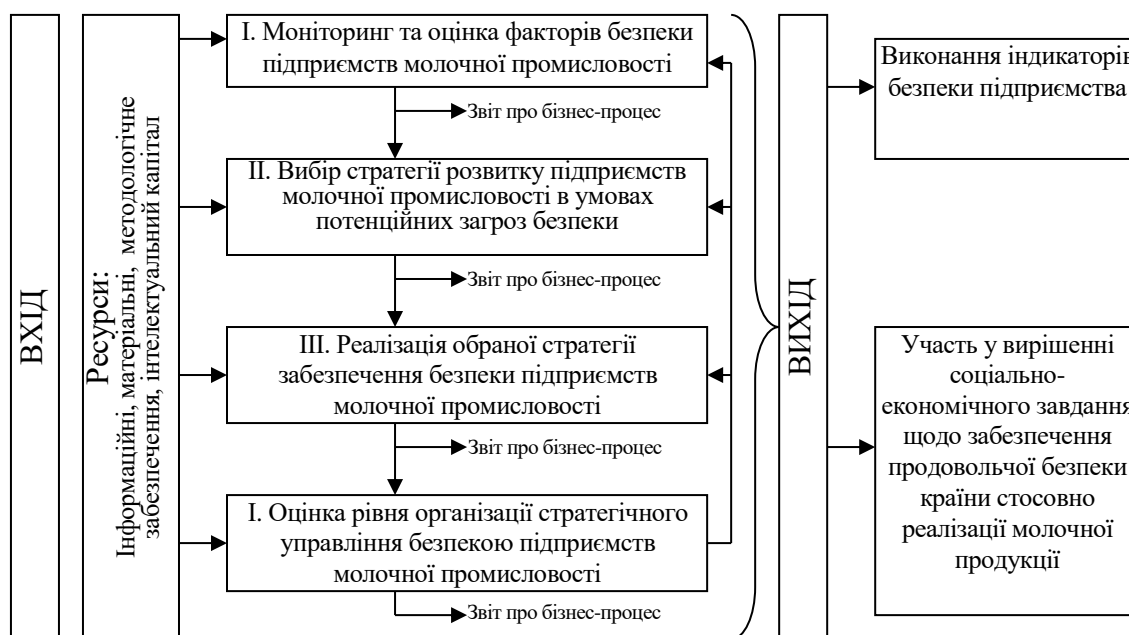 ВХІД
Ресурси:
Інформаційні, матеріальні, методологічне
забезпечення, інтелектуальний капітал
І. Моніторинг та оцінка факторів безпеки
підприємств молочної промисловості
Звіт про бізнес-процес
ІІ. Вибір стратегії розвитку підприємств
молочної промисловості в умовах
потенційних загроз безпеки
Звіт про бізнес-процес
ІІІ. Реалізація обраної стратегії
забезпечення безпеки підприємств
молочної промисловості
Звіт про бізнес-процес
І. Оцінка рівня організації стратегічного
управління безпекою підприємств
молочної промисловості
Звіт про бізнес-процес
ВИХІД
Виконання індикаторів
безпеки підприємства
Участь у вирішенні
соціально-
економічного завдання
щодо забезпечення
продовольчої безпеки
країни стосовно
реалізації молочної
продукції